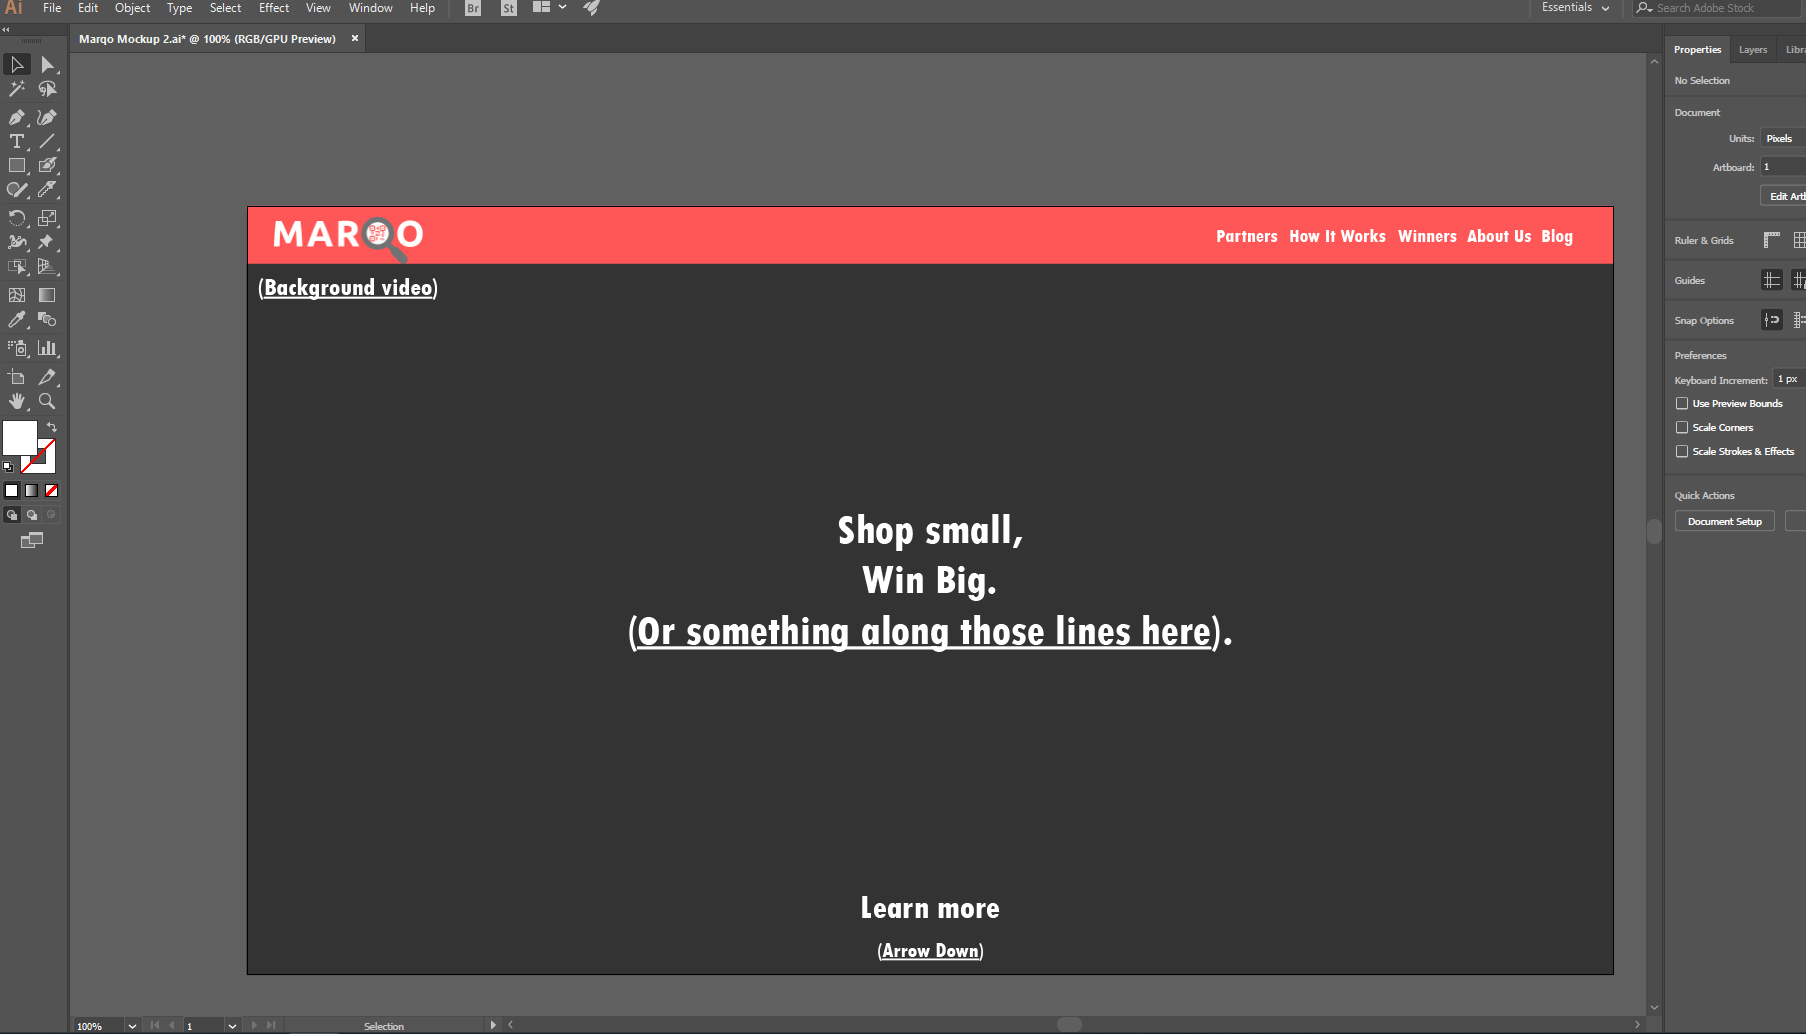 Ai File Edit Object Type Select Effect View Window Help Br St Essentials Search Adobe Stock
Marqo Mockup 2.ai* @ 100% (RGB/GPU Preview) ×
Properties Layers Libra
No Selection
Document
Units: Pixels
Artboard: 1
Edit Artb
Ruler & Grids
Guides
Snap Options
Preferences
Keyboard Increment: 1 px
Use Preview Bounds
Scale Corners
Scale Strokes & Effects
Quick Actions
Document Setup
MARQO
Partners How It Works Winners About Us Blog
(Background video)
Shop small,
Win Big.
(Or something along those lines here).
Learn more
(Arrow Down)
100% 1 Selection